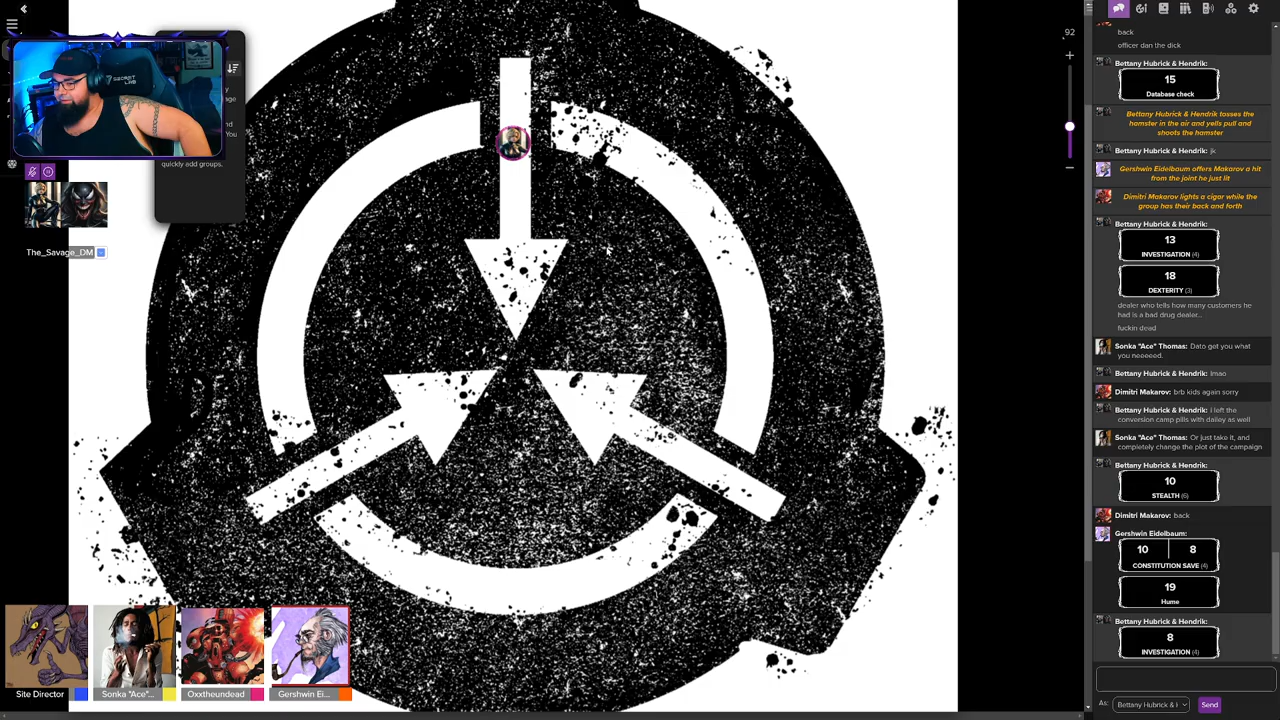 SECRET LAB
You
quickly add groups.
The_Savage_DM
Site Director
Sonka "Ace"...
Oxxtheundead
Gershwin Ei...
.92
back
officer dan the dick
Bettany Hubrick & Hendrik:
15
Database check
Bettany Hubrick & Hendrik tosses the
hamster in the air and yells pull and
shoots the hamster
Bettany Hubrick & Hendrik: jk
Gershwin Eidelbaum offers Makarov a hit
from the joint he just lit
Dimitri Makarov lights a cigar while the
group has their back and forth
Bettany Hubrick & Hendrik:
13
INVESTIGATION (4)
18
DEXTERITY (3)
dealer who tells how many customers he
had is a bad drug dealer...
fuckin dead
Sonka "Ace" Thomas: Dato get you what
you neeeeed.
Bettany Hubrick & Hendrik: lmao
Dimitri Makarov: brb kids again sorry
Bettany Hubrick & Hendrik: i left the
conversion camp pills with dailey as well
Sonka "Ace" Thomas: Or just take it, and
completely change the plot of the campaign
Bettany Hubrick & Hendrik:
10
STEALTH (6)
Dimitri Makarov: back
Gershwin Eidelbaum:
10 8
CONSTITUTION SAVE (4)
19
Hume
Bettany Hubrick & Hendrik:
8
INVESTIGATION (4)
As: Bettany Hubrick & H
Send